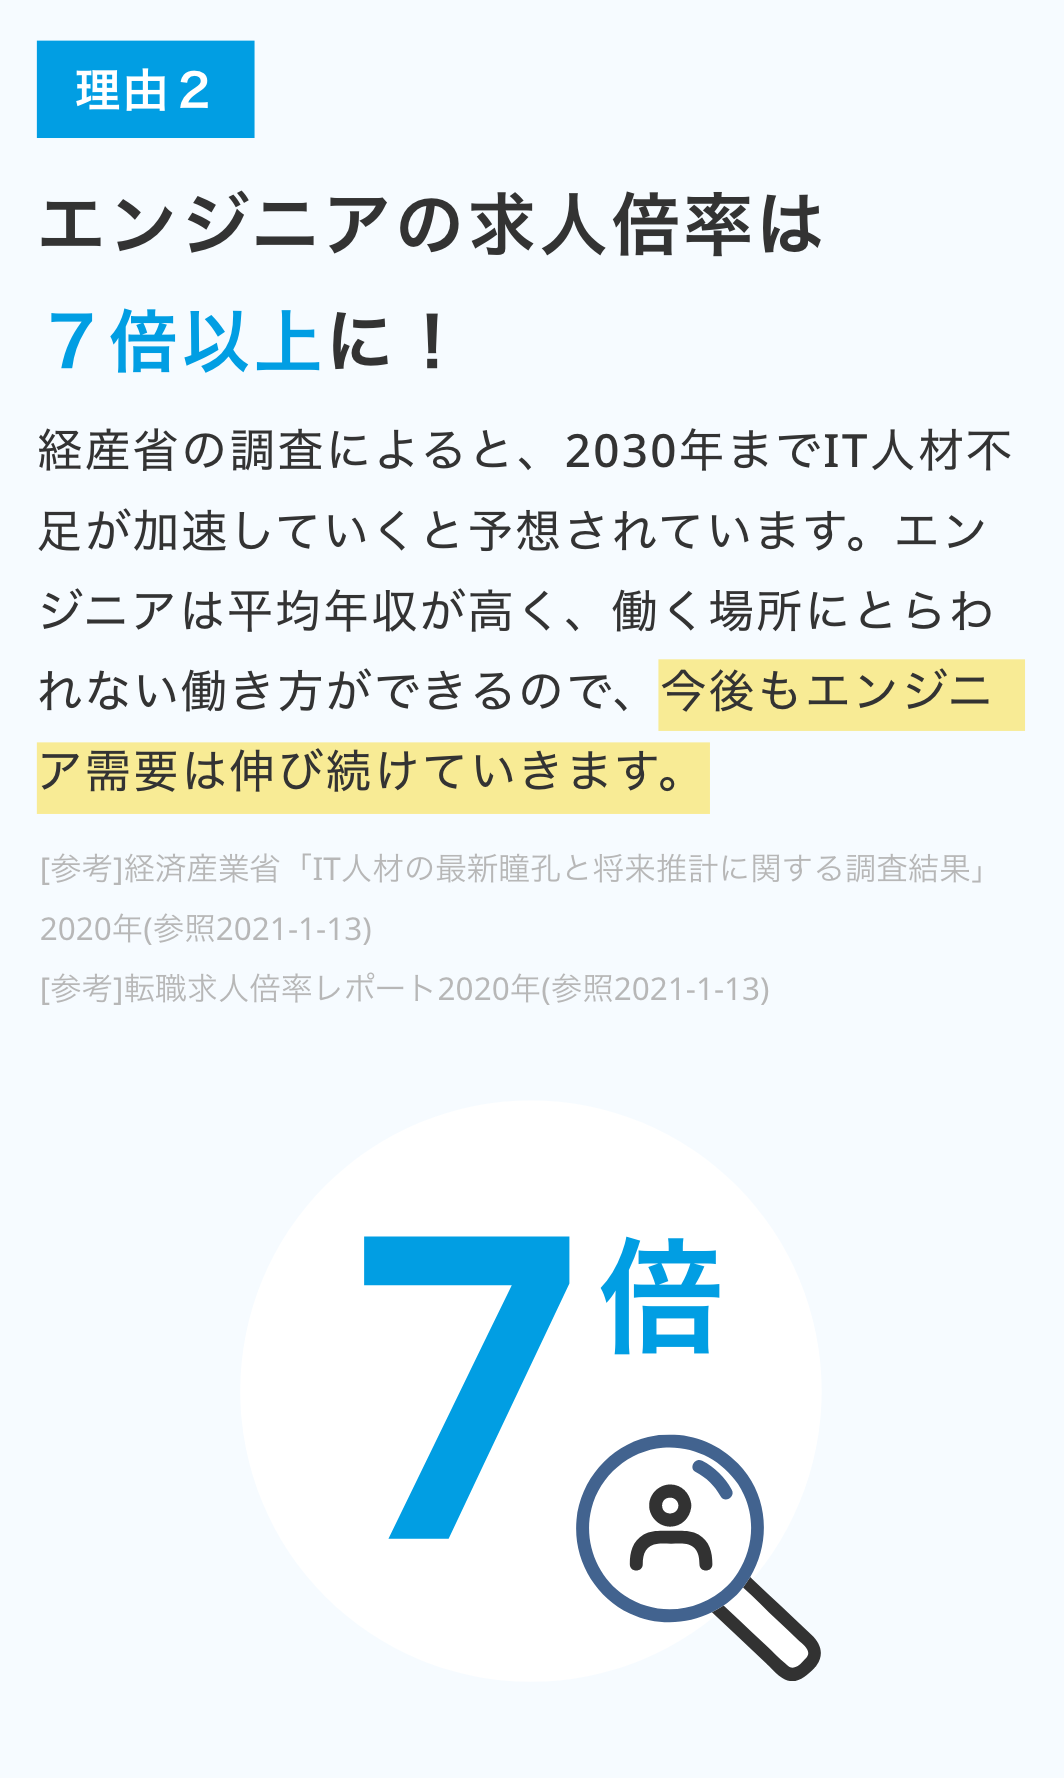 理由２
エンジニアの求人倍率は
７倍以上に！
経産省の調査によると、2030年までIT人材不
足が加速していくと予想されています。エン
ジニアは平均年収が高く、働く場所にとらわ
れない働き方ができるので、今後もエンジニ
ア需要は伸び続けていきます。
[参考]経済産業省「IT人材の最新瞳孔と将来推計に関する調査結果」
2020年(参照2021-1-13)
[参考]転職求人倍率レポート2020年(参照2021-1-13)
7倍